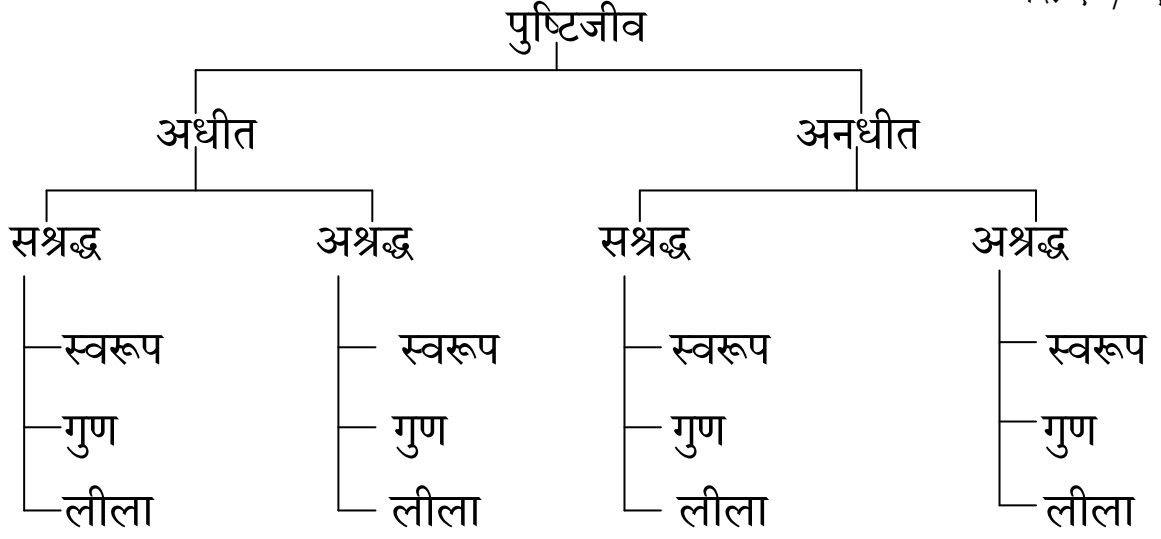 पुष्टिजीव
अधीत अनधीत
सश्रद्ध अश्रद्ध सश्रद्ध अश्रद्ध
स्वरूप स्वरूप स्वरूप स्वरूप
गुण गुण गुण गुण
लीला लीला लीला लीला